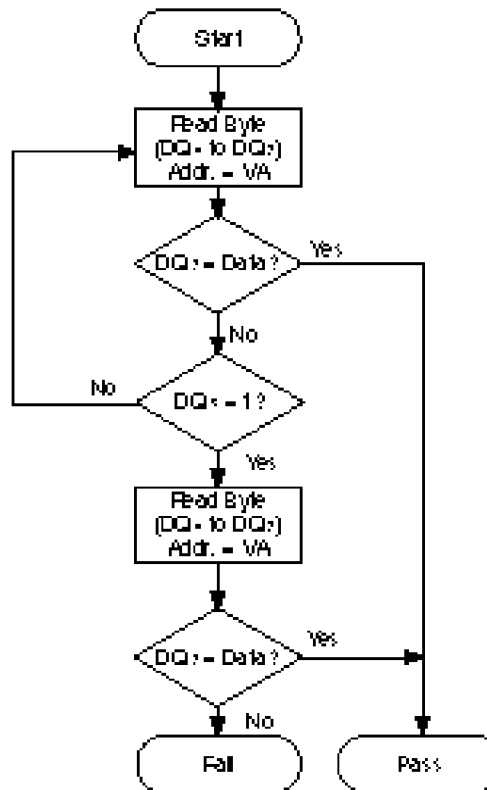 Start
Read Byte
(DQ0 to DQ7)
Addr. = VA
DQ7 = Data?
Yes
No
DQ5 = 1?
No
Yes
Read Byte
(DQ0 to DQ7)
Addr. = VA
DQ7 = Data?
Yes
No
Fail
Pass